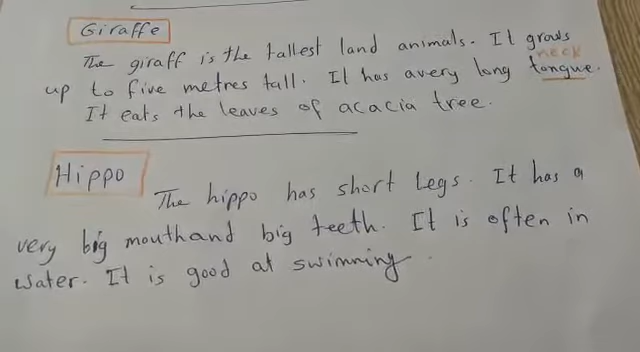 Giraffe
The giraff is the tallest land animals. It grows
neck
up to five metres tall. It has avery long tongue.
It eats the leaves of acacia tree.
Hippo
The hippo has short legs. It has a
very big mouthand big teeth. It is often in
water. It is good at swimming.